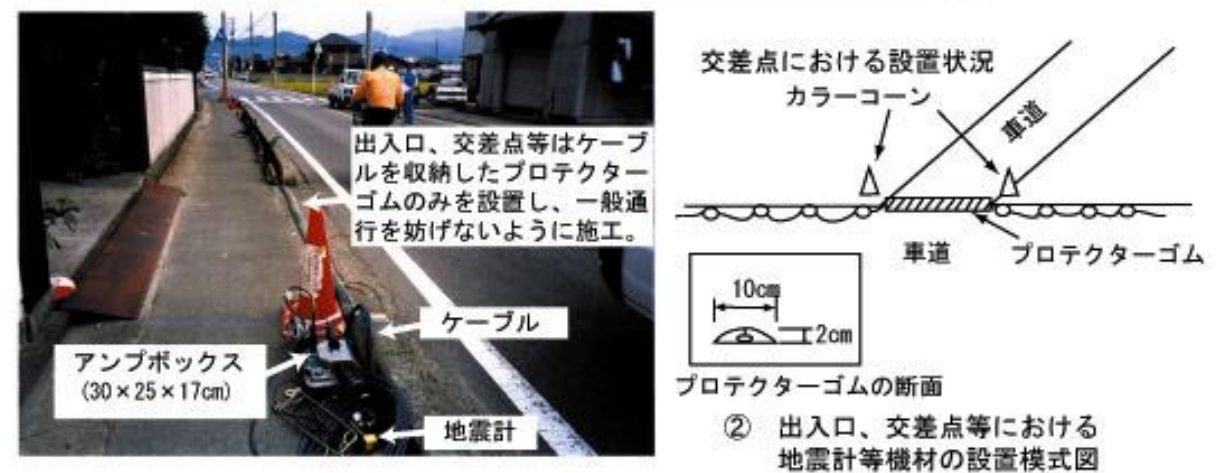 出入口、交差点等はケーブ
ルを収納したプロテクター
ゴムのみを設置し、一般通
行を妨げないように施工。
ケーブル
アンプボックス
(30×25×17cm)
地震計
交差点における設置状況
カラーコーン
車道
車道
プロテクターゴム
10cm
2cm
プロテクターゴムの断面
② 出入口、交差点等における
地震計等機材の設置模式図